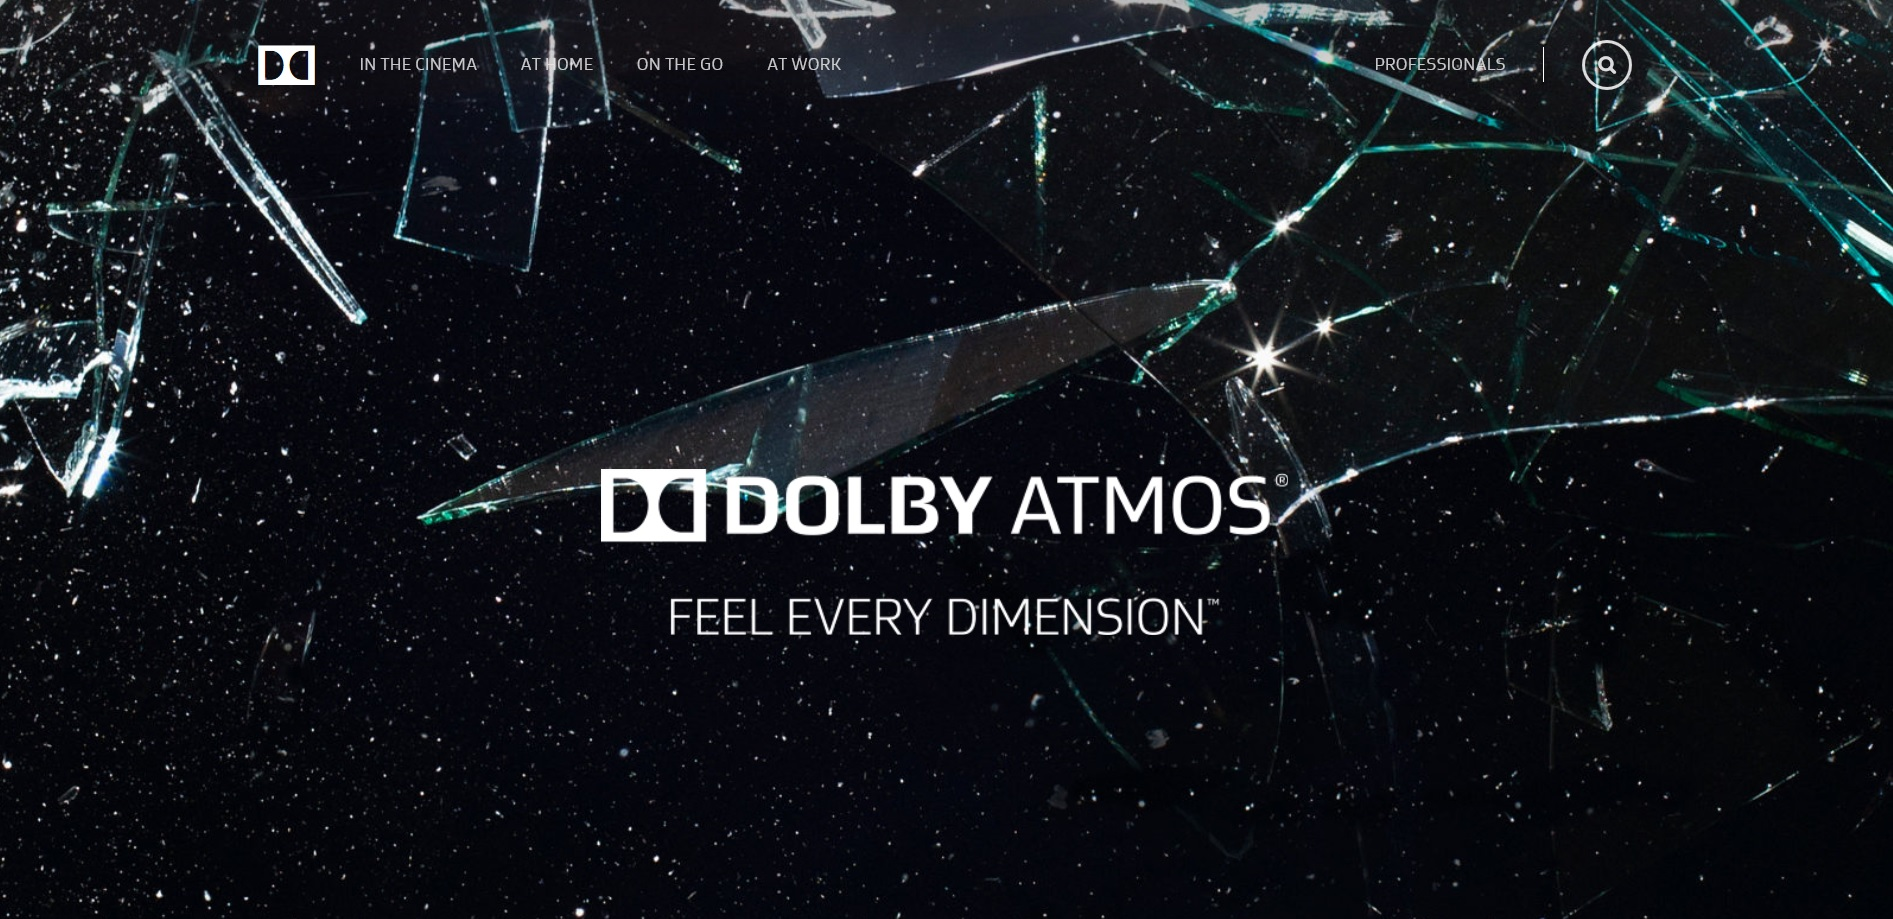 IN THE CINEMA AT HOME ON THE GO AT WORK PROFESSIONALS
DOLBY ATMOS®
FEEL EVERY DIMENSION™